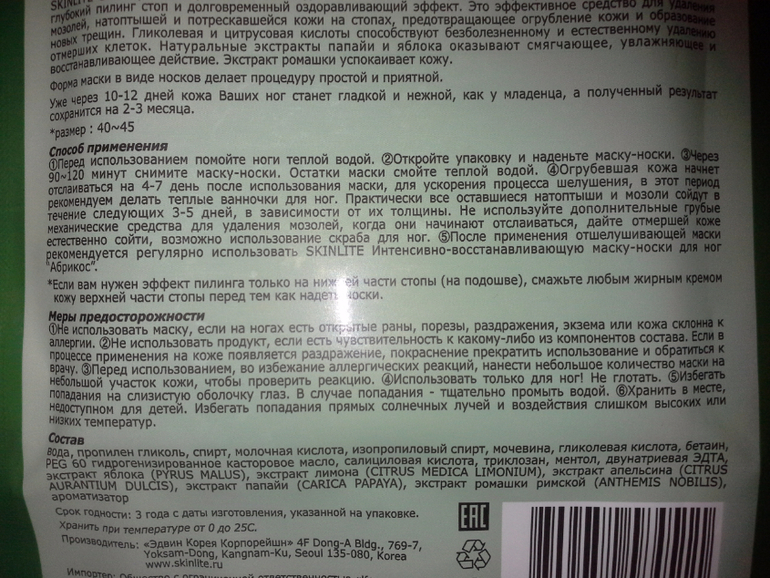 SKINLITE
глубокий пилинг стоп и долговременный оздоравливающий эффект. Это эффективное средство для удаления
мозолей, натоптышей и потрескавшейся кожи на стопах, предотвращающее огрубление кожи и образование
новых трещин. Гликолевая и цитрусовая кислоты способствуют безболезненному и естественному удалению
отмерших клеток. Натуральные экстракты папайи и яблока оказывают смягчающее, увлажняющее и
восстанавливающее действие. Экстракт ромашки успокаивает кожу.
Форма маски в виде носков делает процедуру простой и приятной.
Уже через 10-12 дней кожа Ваших ног станет гладкой и нежной, как у младенца, а полученный результат
сохранится на 2-3 месяца.
*размер : 40~45
Способ применения
①Перед использованием помойте ноги теплой водой. ②Откройте упаковку и наденьте маску-носки. ③Через
90~120 минут снимите маску-носки. Остатки маски смойте теплой водой. ④Огрубевшая кожа начнет
отслаиваться на 4-7 день после использования маски, для ускорения процесса шелушения, в этот период
рекомендуем делать теплые ванночки для ног. Практически все оставшиеся натоптыши и мозоли сойдут в
течение следующих 3-5 дней, в зависимости от их толщины. Не используйте дополнительные грубые
механические средства для удаления мозолей, когда они начинают отслаиваться, дайте отмершей коже
естественно сойти, возможно использование скраба для ног. ⑤После применения отшелушивающей маски
рекомендуется регулярно использовать SKINLITE Интенсивно-восстанавливающую маску-носки для ног
"Абрикос".
*Если вам нужен эффект пилинга только на нижней части стопы (на подошве), смажьте любым жирным кремом
кожу верхней части стопы перед тем как надеть носки.
Меры предосторожности
①Не использовать маску, если на ногах есть открытые раны, порезы, раздражения, экзема или кожа склонна к
аллергии. ②Не использовать продукт, если есть чувствительность к какому-либо из компонентов состава. Если в
процессе применения на коже появляется раздражение, покраснение прекратить использование и обратиться к
врачу. ③Перед использованием, во избежание аллергических реакций, нанести небольшое количество маски на
небольшой участок кожи, чтобы проверить реакцию. ④Использовать только для ног! Не глотать. ⑤Избегать
попадания на слизистую оболочку глаз. В случае попадания - тщательно промыть водой. ⑥Хранить в месте,
недоступном для детей. Избегать попадания прямых солнечных лучей и воздействия слишком высоких или
низких температур.
Состав
вода, пропилен гликоль, спирт, молочная кислота, изопропиловый спирт, мочевина, гликолевая кислота, бетаин,
PEG 60 гидрогенизированное касторовое масло, салициловая кислота, триклозан, ментол, двунатриевая ЭДТА,
экстракт яблока (PYRUS MALUS), экстракт лимона (CITRUS MEDICA LIMONIUM), экстракт апельсина (CITRUS
AURANTIUM DULCIS), экстракт папайи (CARICA PAPAYA), экстракт ромашки римской (ANTHEMIS NOBILIS),
ароматизатор
Срок годности: 3 года с даты изготовления, указанной на упаковке.
Хранить при температуре от 0 до 25С.
Производитель: «Эдвин Корея Корпорейшн» 4F Dong-A Bldg., 769-7,
Yoksam-Dong, Kangnam-Ku, Seoul 135-080, Korea
www.skinlite.ru
EAC
Импортер: Общество с ограниченной ответственностью